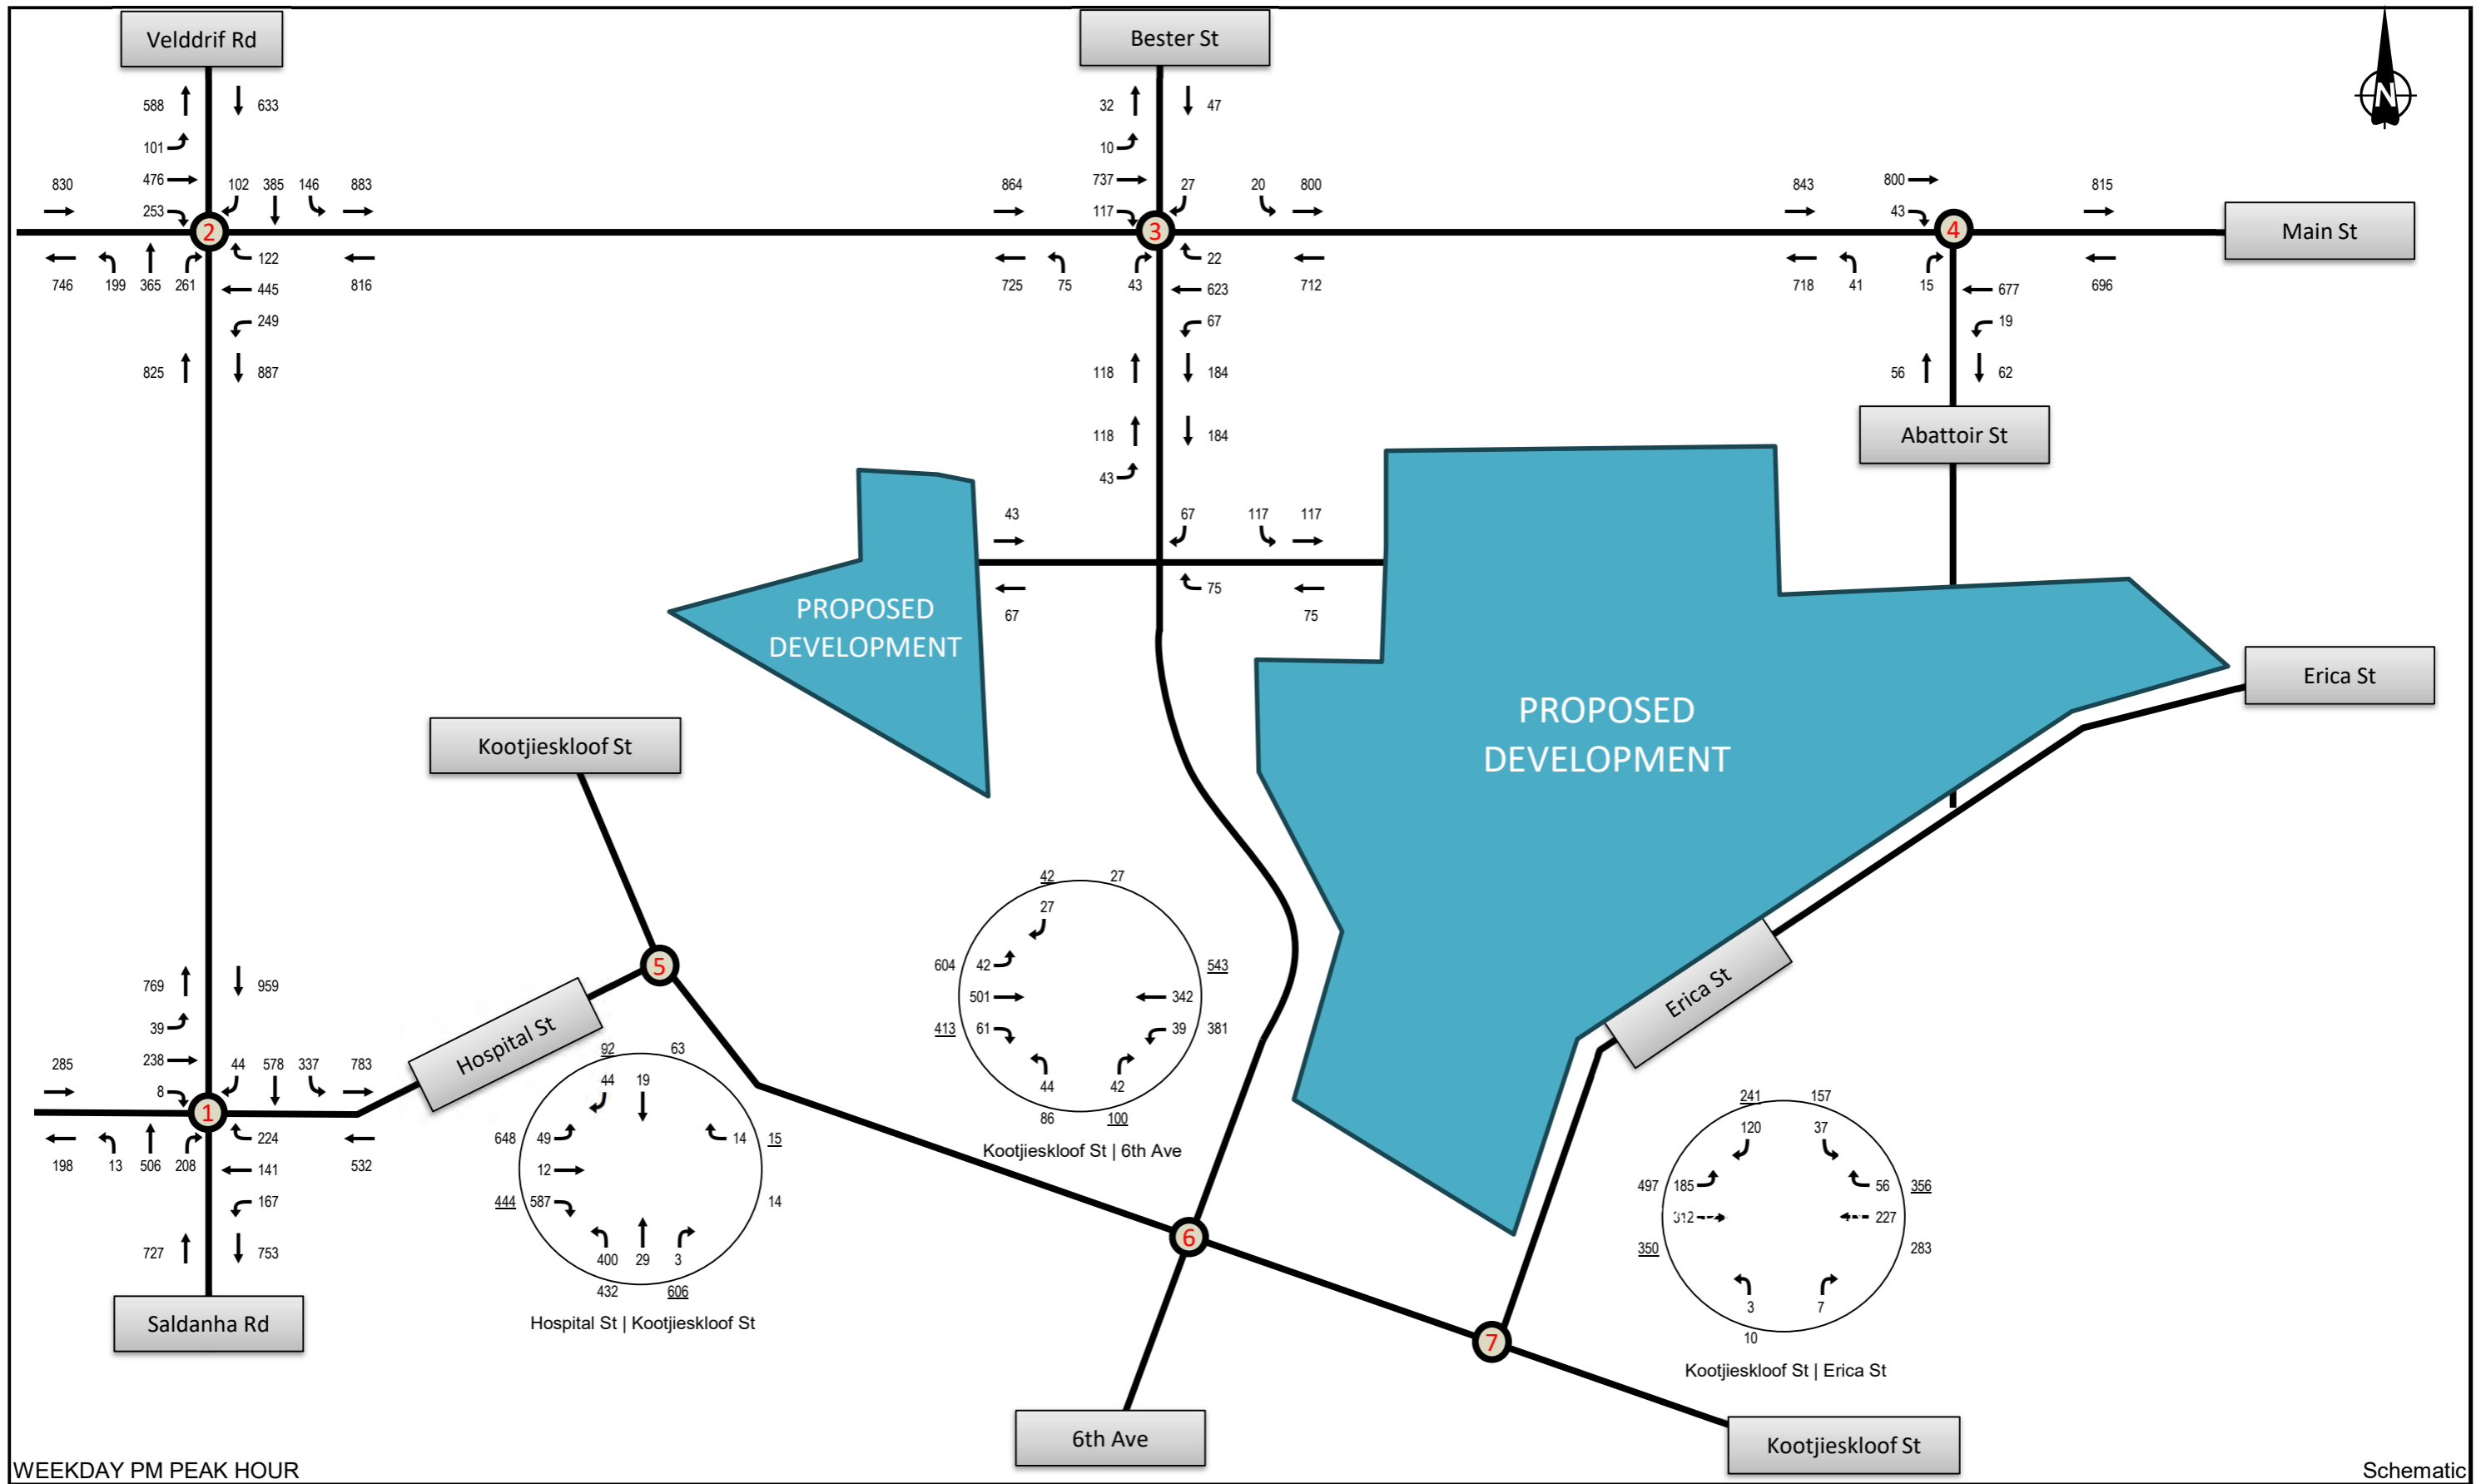 Velddrif Rd
Bester St
N
588 633
32 47
101
10
476
737
830
102 385 146 883
864
27 20 800
843
800
815
253
117
43
2
3
4
Main St
122
22
746 199 365 261
816
725 75 43
712
718 41 15
696
445
623
677
249
67
19
825 887
118 184
56 62
118 184
Abattoir St
43
43
67 117 117
75
67
75
PROPOSED
DEVELOPMENT
Erica St
PROPOSED
DEVELOPMENT
Kootjieskloof St
42 27
27
604 42
543
5
769 959
501
342
Erica St
39
Hospital St
413 61
39 381
238
285
44 578 337 783
92 63
8
44 19
44 42
1
86 100
241 157
224
648 49
14 15
Kootjieskloof St | 6th Ave
120 37
198 13 506 208
532
141
12
497 185
56 356
167
444 587
14
312
227
6
727 753
400 29 3
350
283
432 606
3 7
Saldanha Rd
Hospital St | Kootjieskloof St
10
7
Kootjieskloof St | Erica St
6th Ave
Kootjieskloof St
WEEKDAY PM PEAK HOUR
Schematic